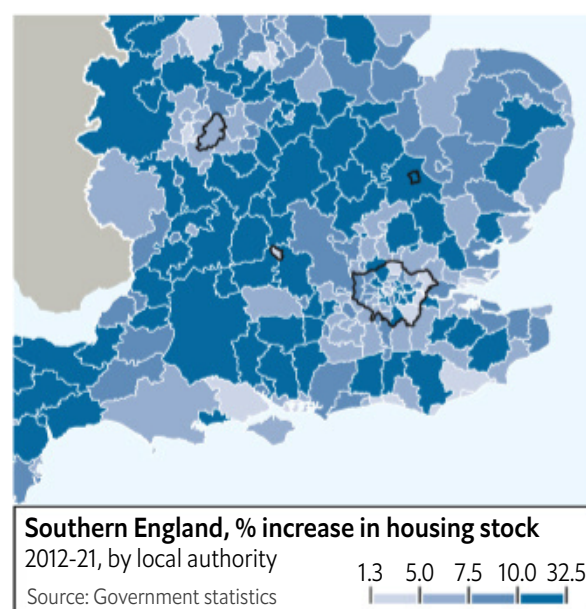 Southern England, % increase in housing stock
2012-21, by local authority
Source: Government statistics
1.3 5.0 7.5 10.0 32.5